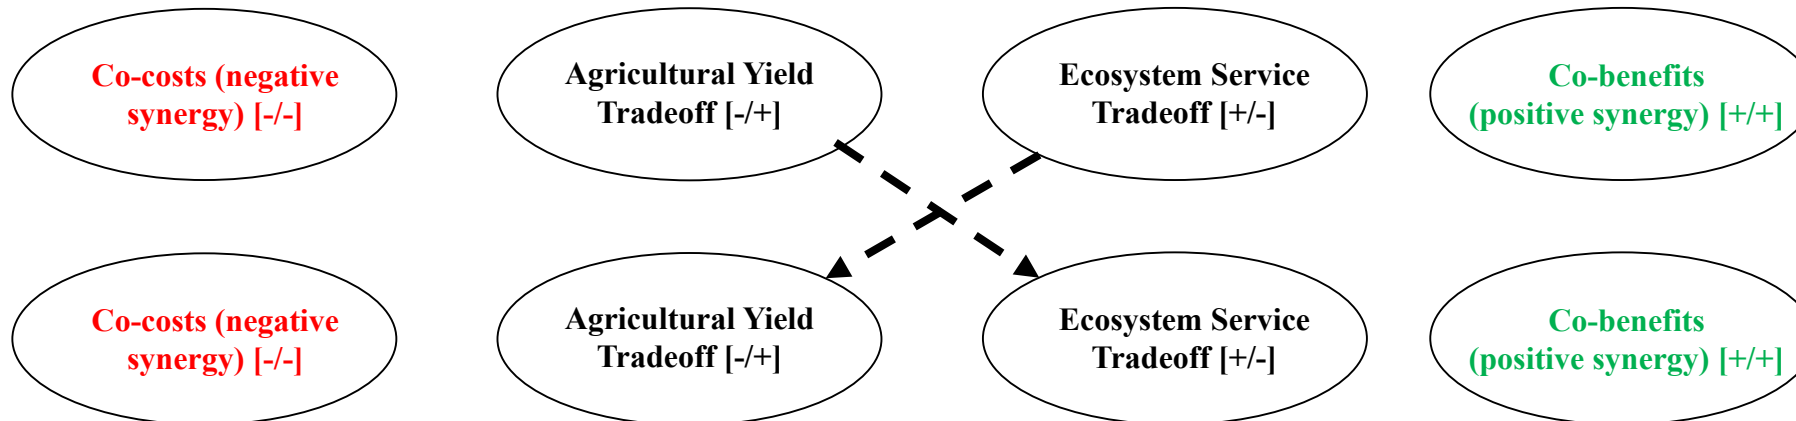 Co-costs (negative
synergy) [-/-]
Agricultural Yield
Tradeoff [-/+]
Ecosystem Service
Tradeoff [+/-]
Co-benefits
(positive synergy) [+/+]
Co-costs (negative
synergy) [-/-]
Agricultural Yield
Tradeoff [-/+]
Ecosystem Service
Tradeoff [+/-]
Co-benefits
(positive synergy) [+/+]